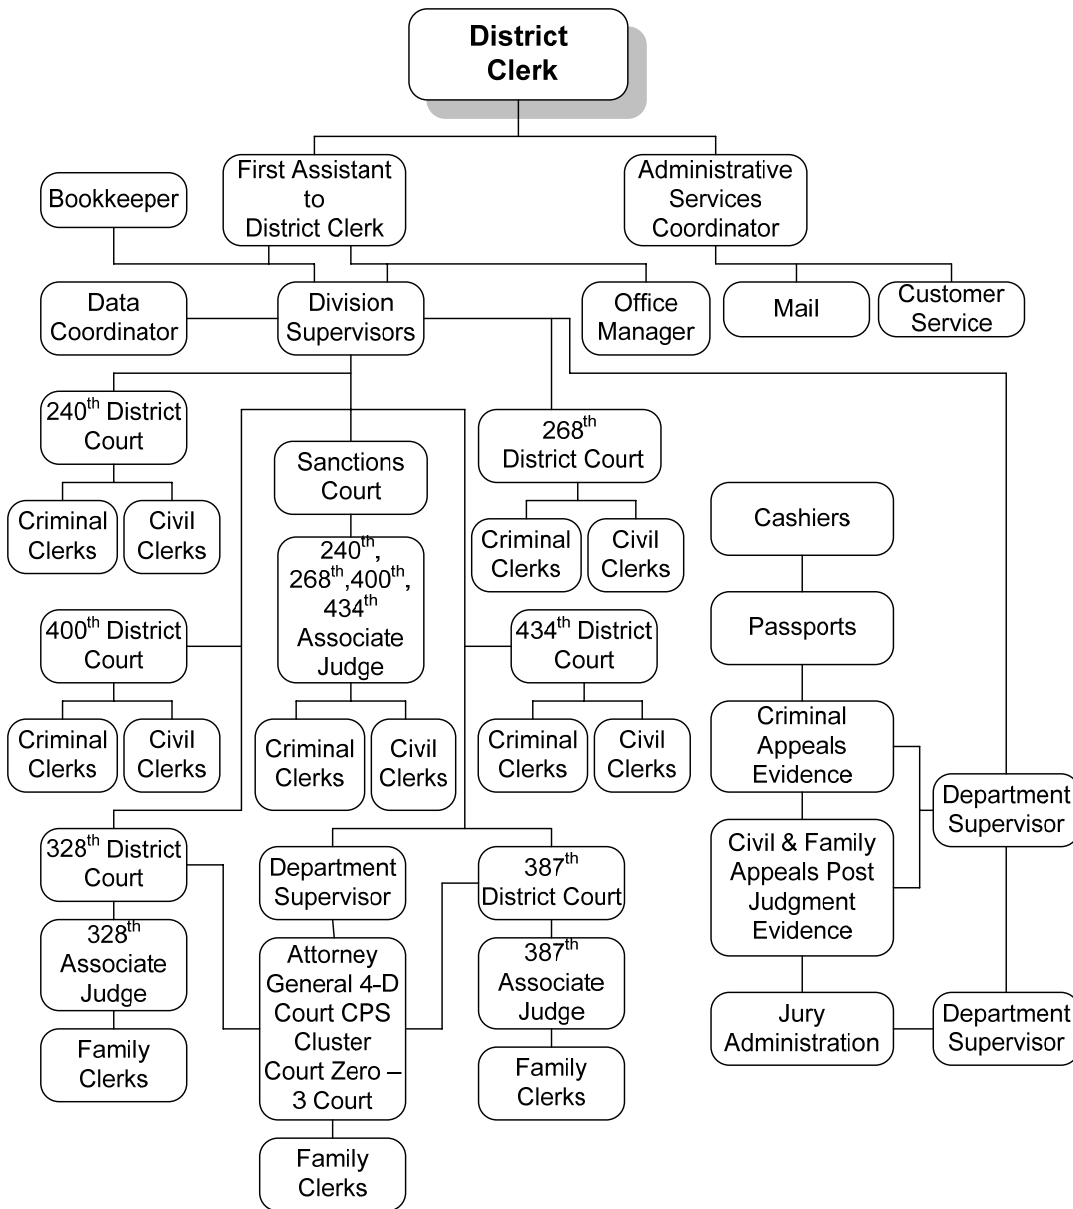 District
Clerk
First Assistant
to
District Clerk
Administrative
Services
Coordinator
Bookkeeper
Data
Coordinator
Division
Supervisors
Office
Manager
Mail
Customer
Service
240th District
Court
Criminal
Clerks
Civil
Clerks
Sanctions
Court
240th,
268th,400th,
434th
Associate
Judge
Criminal
Clerks
Civil
Clerks
268th
District Court
Criminal
Clerks
Civil
Clerks
400th District
Court
Criminal
Clerks
Civil
Clerks
434th District
Court
Criminal
Clerks
Civil
Clerks
328th District
Court
328th
Associate
Judge
Family
Clerks
Department
Supervisor
Attorney
General 4-D
Court CPS
Cluster
Court Zero –
3 Court
Family
Clerks
387th
District Court
387th
Associate
Judge
Family
Clerks
Cashiers
Passports
Criminal
Appeals
Evidence
Civil & Family
Appeals Post
Judgment
Evidence
Department
Supervisor
Jury
Administration
Department
Supervisor